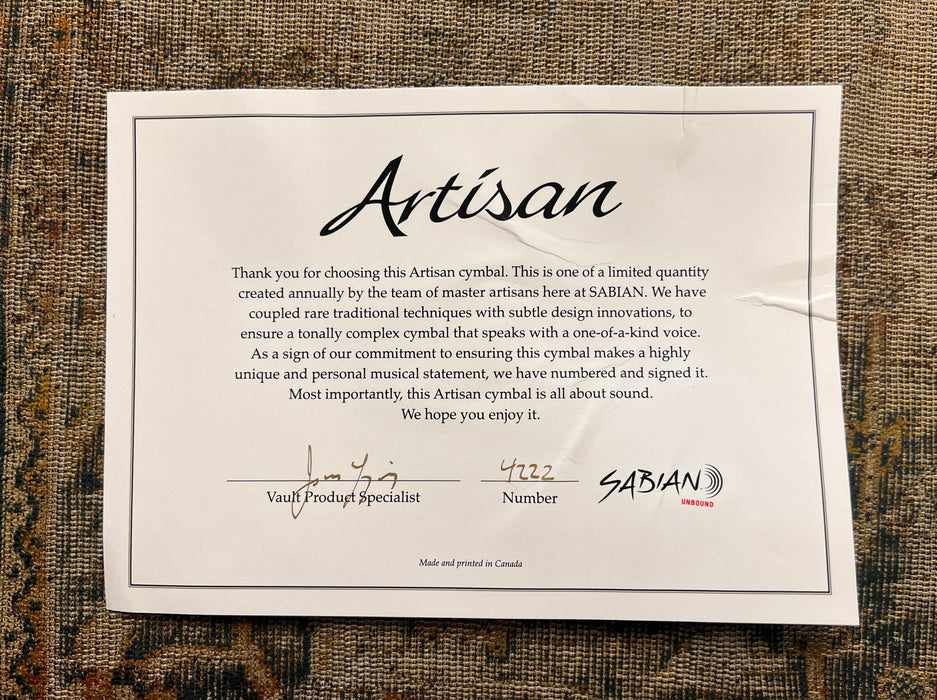 Artisan
Thank you for choosing this Artisan cymbal. This is one of a limited quantity
created annually by the team of master artisans here at SABIAN. We have
coupled rare traditional techniques with subtle design innovations, to
ensure a tonally complex cymbal that speaks with a one-of-a-kind voice.
As a sign of our commitment to ensuring this cymbal makes a highly
unique and personal musical statement, we have numbered and signed it.
Most importantly, this Artisan cymbal is all about sound.
We hope you enjoy it.
4222
Vault Product Specialist
Number
SABIAN
UNBOUND
Made and printed in Canada